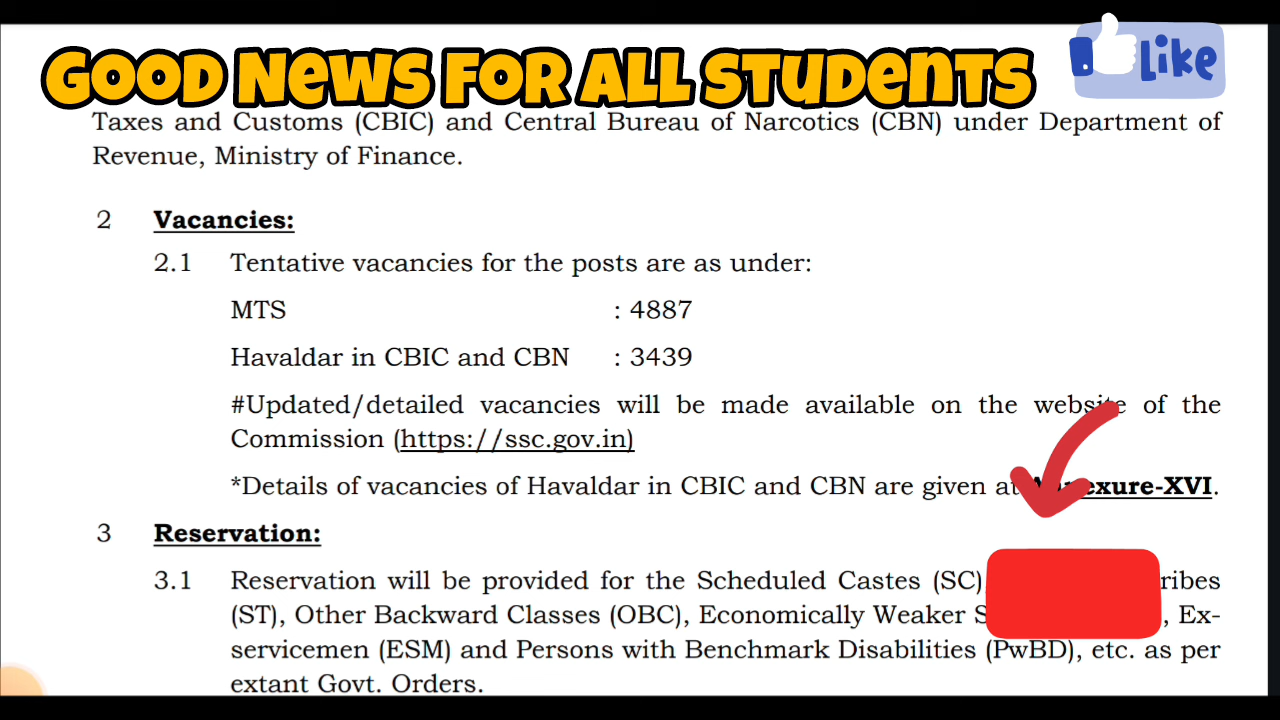 GOOD NEWS FOR ALL STUDENTS
Like
Taxes and Customs (CBIC) and Central Bureau of Narcotics (CBN) under Department of
Revenue, Ministry of Finance.
2 Vacancies:
2.1 Tentative vacancies for the posts are as under:
MTS : 4887
Havaldar in CBIC and CBN : 3439
#Updated/detailed vacancies will be made available on the website of the
Commission (https://ssc.gov.in)
*Details of vacancies of Havaldar in CBIC and CBN are given at Annexure-XVI.
3 Reservation:
3.1 Reservation will be provided for the Scheduled Castes (SC) ribes
(ST), Other Backward Classes (OBC), Economically Weaker S , Ex-
servicemen (ESM) and Persons with Benchmark Disabilities (PwBD), etc. as per
extant Govt. Orders.